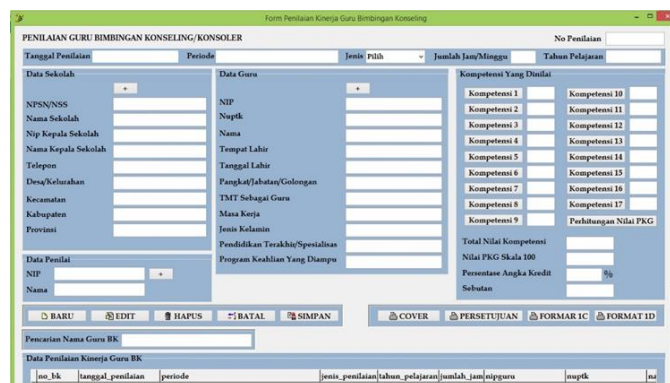 Form Penilaian Kinerja Guru Bimbingan Konseling
PENILAIAN GURU BIMBINGAN KONSELING/KONSOLER
No Penilaian
Tanggal Penilaian Periode Jenis Pilih Jumlah Jam/Minggu Tahun Pelajaran
Data Sekolah
+
NPSN/NSS
Nama Sekolah
Nip Kepala Sekolah
Nama Kepala Sekolah
Telepon
Desa/Kelurahan
Kecamatan
Kabupaten
Provinsi
Data Penilai
NIP +
Nama
Data Guru
+
NIP
Nuptk
Nama
Tempat Lahir
Tanggal Lahir
Pangkat/Jabatan/Golongan
TMT Sebagai Guru
Masa Kerja
Jenis Kelamin
Pendidikan Terakhir/Spesialisas
Program Keahlian Yang Diampu
Kompetensi Yang Dinilai
Kompetensi 1 Kompetensi 10
Kompetensi 2 Kompetensi 11
Kompetensi 3 Kompetensi 12
Kompetensi 4 Kompetensi 13
Kompetensi 5 Kompetensi 14
Kompetensi 6 Kompetensi 15
Kompetensi 7 Kompetensi 16
Kompetensi 8 Kompetensi 17
Kompetensi 9 Perhitungan Nilai PKG
Total Nilai Kompetensi
Nilai PKG Skala 100
Persentase Angka Kredit %
Sebutan
BARU EDIT HAPUS BATAL SIMPAN COVER PERSETUJUAN FORMAR 1C FORMAT 1D
Pencarian Nama Guru BK
Data Penilaian Kinerja Guru BK
no_bk tanggal_penilaian periode jenis_penilaian tahun_pelajaran jumlah_jam nipguru nuptk na